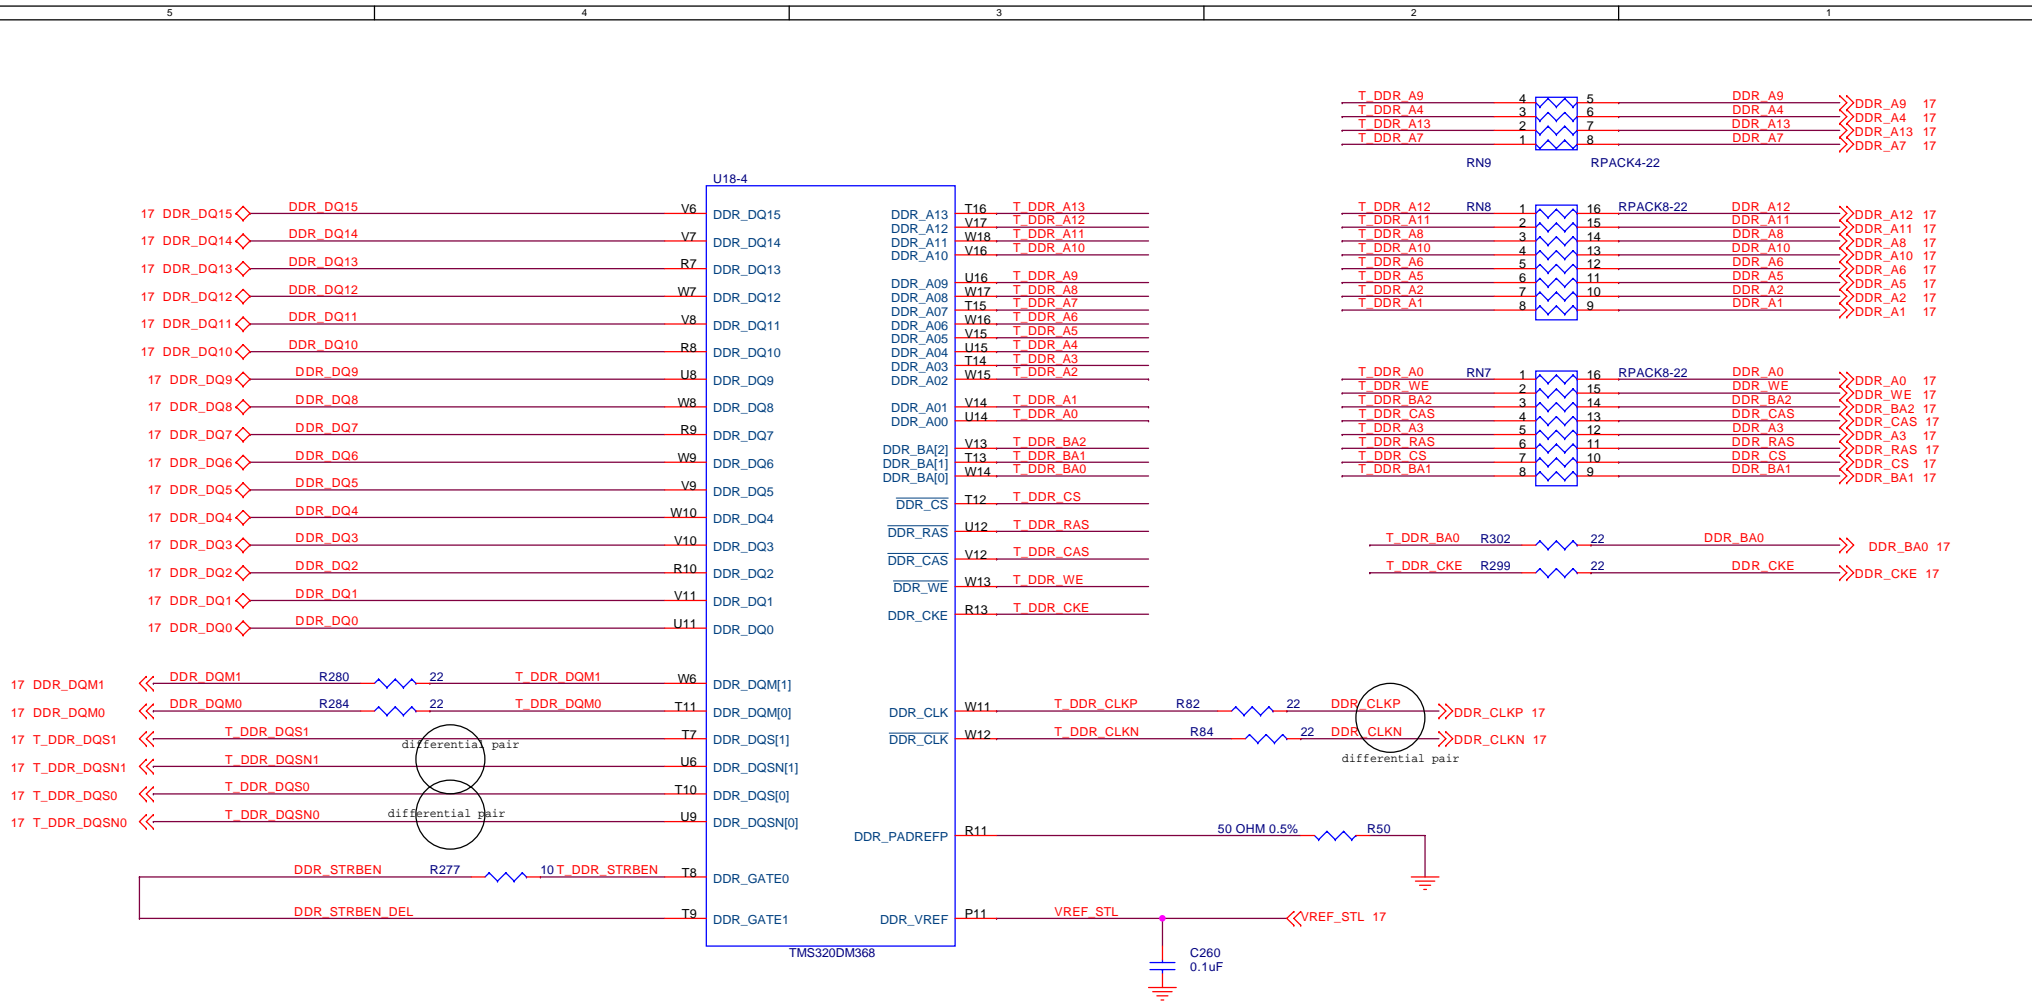 5 4 3 2 1
T_DDR_A9 4 5 DDR_A9 DDR_A9 17
T_DDR_A4 3 6 DDR_A4 DDR_A4 17
T_DDR_A13 2 7 DDR_A13 DDR_A13 17
T_DDR_A7 1 8 DDR_A7 DDR_A7 17
RN9 RPACK4-22
U18-4
17 DDR_DQ15 DDR_DQ15 V6 DDR_DQ15
17 DDR_DQ14 DDR_DQ14 V7 DDR_DQ14
17 DDR_DQ13 DDR_DQ13 R7 DDR_DQ13
17 DDR_DQ12 DDR_DQ12 W7 DDR_DQ12
17 DDR_DQ11 DDR_DQ11 V8 DDR_DQ11
17 DDR_DQ10 DDR_DQ10 R8 DDR_DQ10
17 DDR_DQ9 DDR_DQ9 U8 DDR_DQ9
17 DDR_DQ8 DDR_DQ8 W8 DDR_DQ8
17 DDR_DQ7 DDR_DQ7 R9 DDR_DQ7
17 DDR_DQ6 DDR_DQ6 W9 DDR_DQ6
17 DDR_DQ5 DDR_DQ5 V9 DDR_DQ5
17 DDR_DQ4 DDR_DQ4 W10 DDR_DQ4
17 DDR_DQ3 DDR_DQ3 V10 DDR_DQ3
17 DDR_DQ2 DDR_DQ2 R10 DDR_DQ2
17 DDR_DQ1 DDR_DQ1 V11 DDR_DQ1
17 DDR_DQ0 DDR_DQ0 U11 DDR_DQ0
17 DDR_DQM1 DDR_DQM1 R280 22 T_DDR_DQM1 W6 DDR_DQM[1]
17 DDR_DQM0 DDR_DQM0 R284 22 T_DDR_DQM0 T11 DDR_DQM[0]
17 T_DDR_DQS1 T_DDR_DQS1 T7 DDR_DQS[1]
differential pair
17 T_DDR_DQSN1 T_DDR_DQSN1 U6 DDR_DQSN[1]
17 T_DDR_DQS0 T_DDR_DQS0 T10 DDR_DQS[0]
differential pair
17 T_DDR_DQSN0 T_DDR_DQSN0 U9 DDR_DQSN[0]
DDR_STRBEN R277 10 T_DDR_STRBEN T8 DDR_GATE0
DDR_STRBEN_DEL T9 DDR_GATE1
DDR_A13 T16 T_DDR_A13
DDR_A12 V17 T_DDR_A12
DDR_A11 W18 T_DDR_A11
DDR_A10 V16 T_DDR_A10
DDR_A09 U16 T_DDR_A9
DDR_A08 W17 T_DDR_A8
DDR_A07 T15 T_DDR_A7
DDR_A06 W16 T_DDR_A6
DDR_A05 V15 T_DDR_A5
DDR_A04 U15 T_DDR_A4
DDR_A03 T14 T_DDR_A3
DDR_A02 W15 T_DDR_A2
DDR_A01 V14 T_DDR_A1
DDR_A00 U14 T_DDR_A0
DDR_BA[2] V13 T_DDR_BA2
DDR_BA[1] T13 T_DDR_BA1
DDR_BA[0] W14 T_DDR_BA0
DDR_CS T12 T_DDR_CS
DDR_RAS U12 T_DDR_RAS
DDR_CAS V12 T_DDR_CAS
DDR_WE W13 T_DDR_WE
DDR_CKE R13 T_DDR_CKE
DDR_CLK W11 T_DDR_CLKP R82 22 DDR_CLKP DDR_CLKP 17
DDR_CLK W12 T_DDR_CLKN R84 22 DDR_CLKN DDR_CLKN 17
differential pair
DDR_PADREFP R11 50 OHM 0.5% R50
DDR_VREF P11 VREF_STL VREF_STL 17
TMS320DM368
C260
0.1uF
T_DDR_A12 RN8 1 16 RPACK8-22 DDR_A12 DDR_A12 17
T_DDR_A11 2 15 DDR_A11 DDR_A11 17
T_DDR_A8 3 14 DDR_A8 DDR_A8 17
T_DDR_A10 4 13 DDR_A10 DDR_A10 17
T_DDR_A6 5 12 DDR_A6 DDR_A6 17
T_DDR_A5 6 11 DDR_A5 DDR_A5 17
T_DDR_A2 7 10 DDR_A2 DDR_A2 17
T_DDR_A1 8 9 DDR_A1 DDR_A1 17
T_DDR_A0 RN7 1 16 RPACK8-22 DDR_A0 DDR_A0 17
T_DDR_WE 2 15 DDR_WE DDR_WE 17
T_DDR_BA2 3 14 DDR_BA2 DDR_BA2 17
T_DDR_CAS 4 13 DDR_CAS DDR_CAS 17
T_DDR_A3 5 12 DDR_A3 DDR_A3 17
T_DDR_RAS 6 11 DDR_RAS DDR_RAS 17
T_DDR_CS 7 10 DDR_CS DDR_CS 17
T_DDR_BA1 8 9 DDR_BA1 DDR_BA1 17
T_DDR_BA0 R302 22 DDR_BA0 DDR_BA0 17
T_DDR_CKE R299 22 DDR_CKE DDR_CKE 17